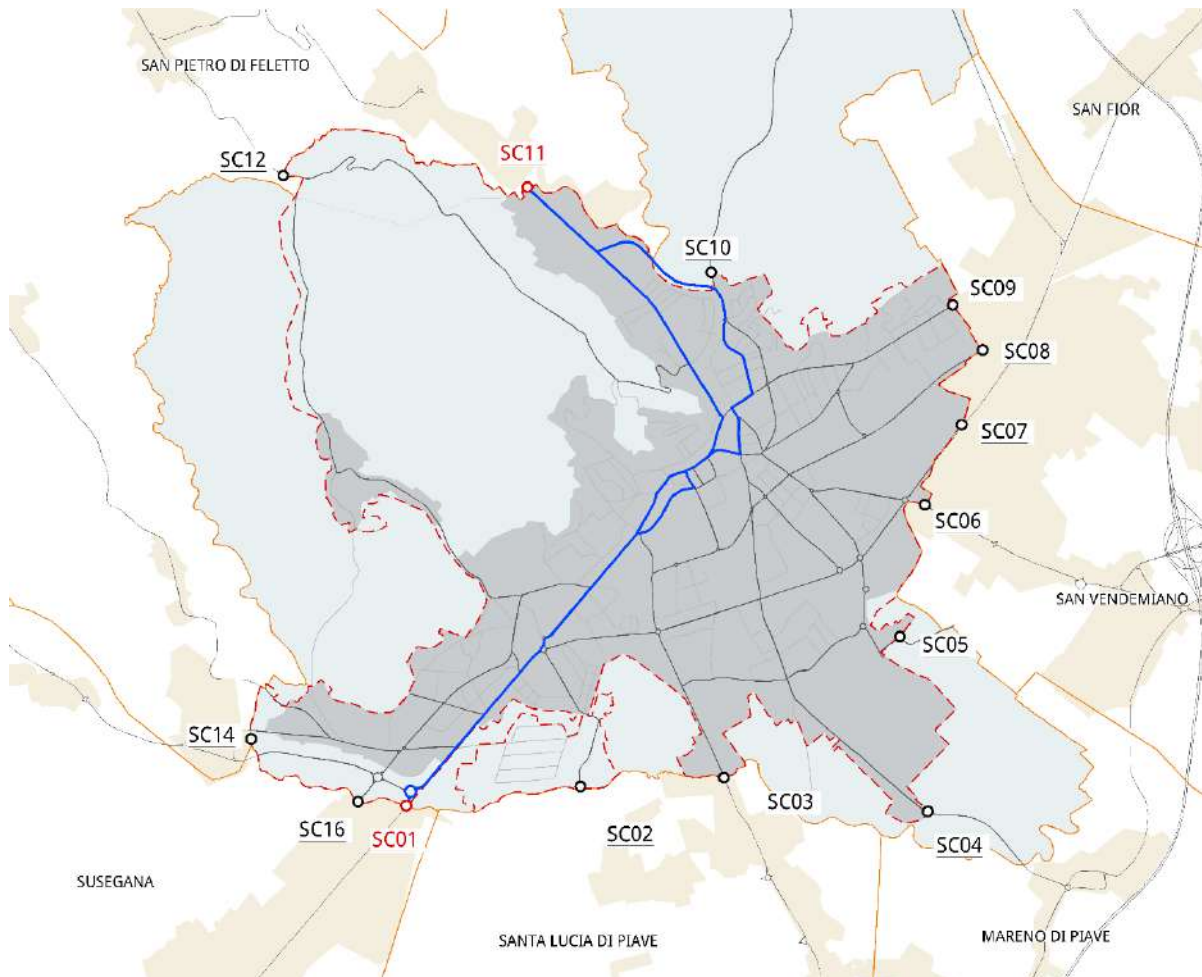 SAN PIETRO DI FELETTO
SAN FIOR
SC12
SC11
SC10
SC09
SC08
SC07
SC06
SAN VENDEMIANO
SC05
SC14
SC03
SC16
SC01
SC02
SC04
SUSEGANA
SANTA LUCIA DI PIAVE
MARENO DI PIAVE